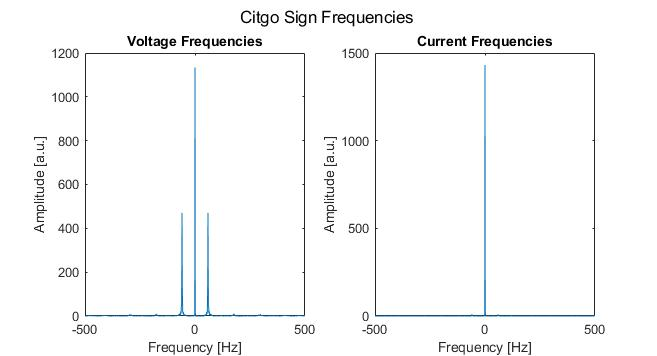 Citgo Sign Frequencies
Voltage Frequencies
1200
1000
800
600
400
200
0
Amplitude [a.u.]
-500 0 500
Frequency [Hz]
Current Frequencies
1500
1000
500
0
Amplitude [a.u.]
-500 0 500
Frequency [Hz]